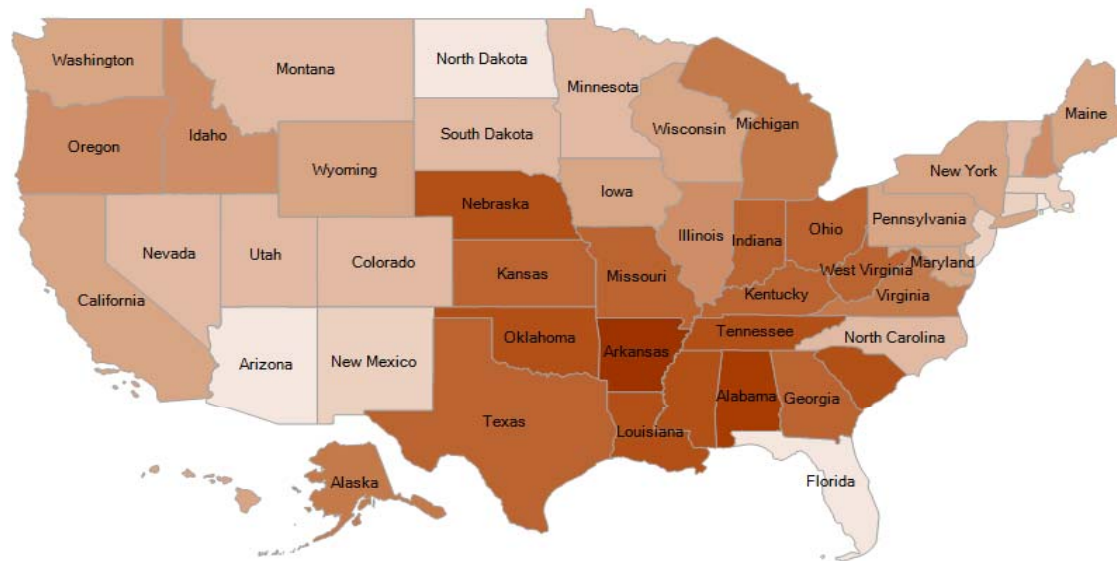 Washington
Montana
North Dakota
Minnesota
Maine
Oregon
Idaho
South Dakota
Wisconsin
Michigan
Wyoming
New York
Iowa
Nebraska
Pennsylvania
Nevada
Utah
Colorado
Illinois
Indiana
Ohio
Maryland
California
Kansas
Missouri
West Virginia
Kentucky
Virginia
Arizona
New Mexico
Oklahoma
Arkansas
Tennessee
North Carolina
Alabama
Georgia
Texas
Louisiana
Alaska
Florida